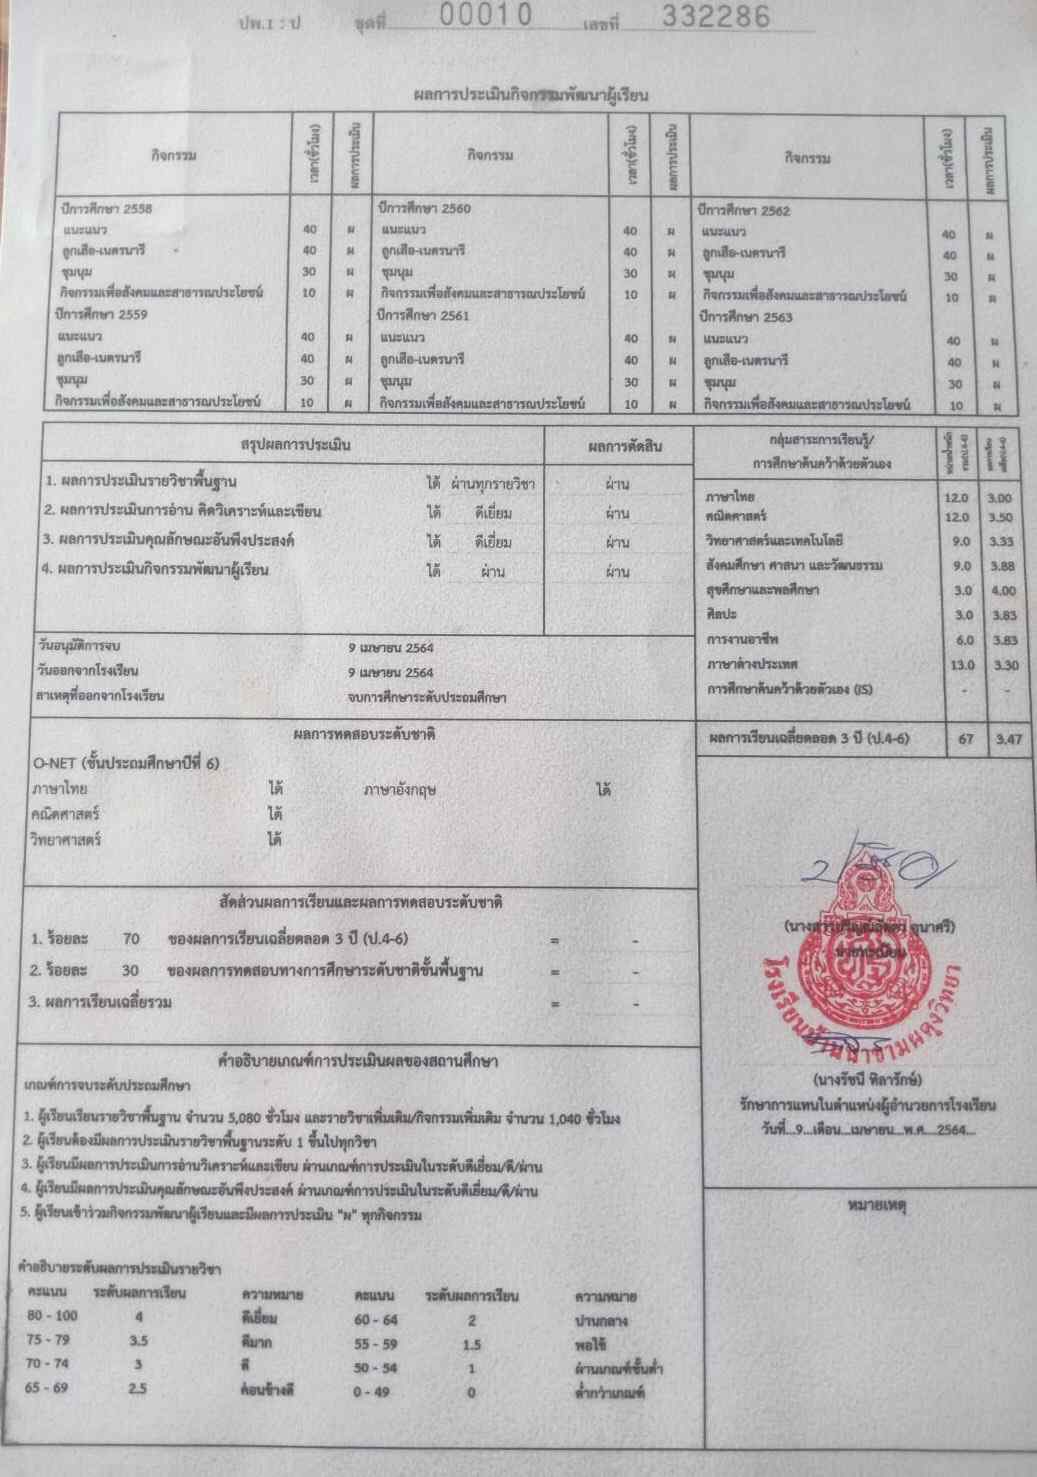 ปพ.1 : ป ชุดที่ 00010 เลขที่ 332286
ผลการประเมินกิจกรรมพัฒนาผู้เรียน
กิจกรรม เวลา(ชั่วโมง) ผลการประเมิน กิจกรรม เวลา(ชั่วโมง) ผลการประเมิน กิจกรรม เวลา(ชั่วโมง) ผลการประเมิน
ปีการศึกษา 2558 ปีการศึกษา 2560 ปีการศึกษา 2562
แนะแนว 40 ผ แนะแนว 40 ผ แนะแนว 40 ผ
ลูกเสือ-เนตรนารี 40 ผ ลูกเสือ-เนตรนารี 40 ผ ลูกเสือ-เนตรนารี 40 ผ
ชุมนุม 30 ผ ชุมนุม 30 ผ ชุมนุม 30 ผ
กิจกรรมเพื่อสังคมและสาธารณประโยชน์ 10 ผ กิจกรรมเพื่อสังคมและสาธารณประโยชน์ 10 ผ กิจกรรมเพื่อสังคมและสาธารณประโยชน์ 10 ผ
ปีการศึกษา 2559 ปีการศึกษา 2561 ปีการศึกษา 2563
แนะแนว 40 ผ แนะแนว 40 ผ แนะแนว 40 ผ
ลูกเสือ-เนตรนารี 40 ผ ลูกเสือ-เนตรนารี 40 ผ ลูกเสือ-เนตรนารี 40 ผ
ชุมนุม 30 ผ ชุมนุม 30 ผ ชุมนุม 30 ผ
กิจกรรมเพื่อสังคมและสาธารณประโยชน์ 10 ผ กิจกรรมเพื่อสังคมและสาธารณประโยชน์ 10 ผ กิจกรรมเพื่อสังคมและสาธารณประโยชน์ 10 ผ
สรุปผลการประเมิน ผลการตัดสิน
1. ผลการประเมินรายวิชาพื้นฐาน ได้ ผ่านทุกรายวิชา ผ่าน
2. ผลการประเมินการอ่าน คิดวิเคราะห์และเขียน ได้ ดีเยี่ยม ผ่าน
3. ผลการประเมินคุณลักษณะอันพึงประสงค์ ได้ ดีเยี่ยม ผ่าน
4. ผลการประเมินกิจกรรมพัฒนาผู้เรียน ได้ ผ่าน ผ่าน
วันอนุมัติการจบ 9 เมษายน 2564
วันออกจากโรงเรียน 9 เมษายน 2564
สาเหตุที่ออกจากโรงเรียน จบการศึกษาระดับประถมศึกษา
กลุ่มสาระการเรียนรู้/
การศึกษาค้นคว้าด้วยตัวเอง
ภาษาไทย 12.0 3.00
คณิตศาสตร์ 12.0 3.50
วิทยาศาสตร์และเทคโนโลยี 9.0 3.33
สังคมศึกษา ศาสนา และวัฒนธรรม 9.0 3.88
สุขศึกษาและพลศึกษา 3.0 4.00
ศิลปะ 3.0 3.83
การงานอาชีพ 6.0 3.83
ภาษาต่างประเทศ 13.0 3.30
การศึกษาค้นคว้าด้วยตัวเอง (IS) - -
ผลการเรียนเฉลี่ยตลอด 3 ปี (ป.4-6) 67 3.47
ผลการทดสอบระดับชาติ
O-NET (ชั้นประถมศึกษาปีที่ 6)
ภาษาไทย ได้ ภาษาอังกฤษ ได้
คณิตศาสตร์ ได้
วิทยาศาสตร์ ได้
สัดส่วนผลการเรียนและผลการทดสอบระดับชาติ
1. ร้อยละ 70 ของผลการเรียนเฉลี่ยตลอด 3 ปี (ป.4-6) = -
2. ร้อยละ 30 ของผลการทดสอบทางการศึกษาระดับชาติขั้นพื้นฐาน = -
3. ผลการเรียนเฉลี่ยรวม = -
นายทะเบียน
(นางรัชนี ทิลารักษ์)
รักษาการแทนในตำแหน่งผู้อำนวยการโรงเรียน
วันที่...9...เดือน...เมษายน...พ.ศ....2564...
คำอธิบายเกณฑ์การประเมินผลของสถานศึกษา
เกณฑ์การจบระดับประถมศึกษา
1. ผู้เรียนเรียนรายวิชาพื้นฐาน จำนวน 5,080 ชั่วโมง และรายวิชาเพิ่มเติม/กิจกรรมเพิ่มเติม จำนวน 1,040 ชั่วโมง
2. ผู้เรียนต้องมีผลการประเมินรายวิชาพื้นฐานระดับ 1 ขึ้นไปทุกวิชา
3. ผู้เรียนมีผลการประเมินการอ่านวิเคราะห์และเขียน ผ่านเกณฑ์การประเมินในระดับดีเยี่ยม/ดี/ผ่าน
4. ผู้เรียนมีผลการประเมินคุณลักษณะอันพึงประสงค์ ผ่านเกณฑ์การประเมินในระดับดีเยี่ยม/ดี/ผ่าน
5. ผู้เรียนเข้าร่วมกิจกรรมพัฒนาผู้เรียนและมีผลการประเมิน "ผ" ทุกกิจกรรม
หมายเหตุ
คำอธิบายระดับผลการประเมินรายวิชา
คะแนน ระดับผลการเรียน ความหมาย คะแนน ระดับผลการเรียน ความหมาย
80 - 100 4 ดีเยี่ยม 60 - 64 2 ปานกลาง
75 - 79 3.5 ดีมาก 55 - 59 1.5 พอใช้
70 - 74 3 ดี 50 - 54 1 ผ่านเกณฑ์ขั้นต่ำ
65 - 69 2.5 ค่อนข้างดี 0 - 49 0 ต่ำกว่าเกณฑ์